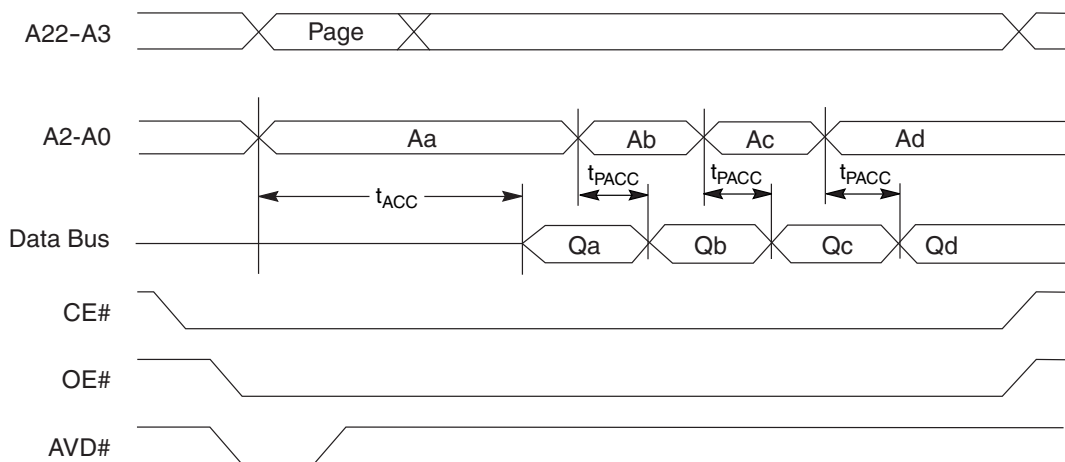 A22–A3 Page
A2-A0 Aa Ab Ac Ad
tACC tPACC tPACC tPACC
Data Bus Qa Qb Qc Qd
CE#
OE#
AVD#